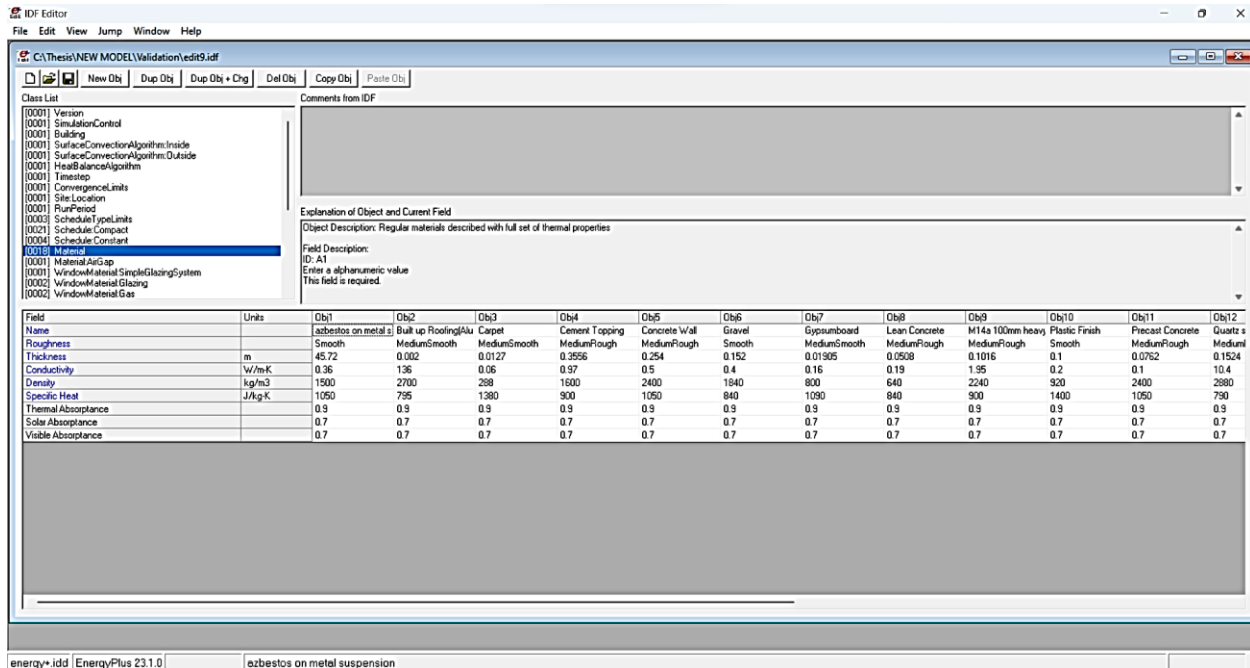 IDF Editor
File Edit View Jump Window Help
C:\Thesis\NEW MODEL\Validation\edit9.idf
New Obj Dup Obj Dup Obj + Chg Del Obj Copy Obj Paste Obj
Class List Comments from IDF
[0001] Version
[0001] SimulationControl
[0001] Building
[0001] SurfaceConvectionAlgorithm:Inside
[0001] SurfaceConvectionAlgorithm:Outside
[0001] HeatBalanceAlgorithm
[0001] Timestep
[0001] ConvergenceLimits
[0001] Site:Location
[0001] RunPeriod
[0003] ScheduleTypeLimits
[0021] Schedule:Compact
[0004] Schedule:Constant
[0018] Material
[0001] Material:AirGap
[0001] WindowMaterial:SimpleGlazingSystem
[0002] WindowMaterial:Glazing
[0002] WindowMaterial:Gas
Explanation of Object and Current Field
Object Description: Regular materials described with full set of thermal properties
Field Description:
ID: A1
Enter a alphanumeric value
This field is required.
Field Units Obj1 Obj2 Obj3 Obj4 Obj5 Obj6 Obj7 Obj8 Obj9 Obj10 Obj11 Obj12
Name azbestos on metal s Built up Roofing(Alu Carpet Cement Topping Concrete Wall Gravel Gypsumboard Lean Concrete M14a 100mm heavy Plastic Finish Precast Concrete Quartz s
Roughness Smooth MediumSmooth MediumSmooth MediumRough MediumRough Smooth MediumSmooth MediumRough MediumRough Smooth MediumRough MediumI
Thickness m 45.72 0.002 0.0127 0.3556 0.254 0.152 0.01905 0.0508 0.1016 0.1 0.0762 0.1524
Conductivity W/m-K 0.36 136 0.06 0.97 0.5 0.4 0.16 0.19 1.95 0.2 0.1 10.4
Density kg/m3 1500 2700 288 1600 2400 1840 800 640 2240 920 2400 2880
Specific Heat J/kg-K 1050 795 1380 900 1050 840 1090 840 900 1400 1050 790
Thermal Absorptance 0.9 0.9 0.9 0.9 0.9 0.9 0.9 0.9 0.9 0.9 0.9 0.9
Solar Absorptance 0.7 0.7 0.7 0.7 0.7 0.7 0.7 0.7 0.7 0.7 0.7 0.7
Visible Absorptance 0.7 0.7 0.7 0.7 0.7 0.7 0.7 0.7 0.7 0.7 0.7 0.7
energy+.idd EnergyPlus 23.1.0 azbestos on metal suspension